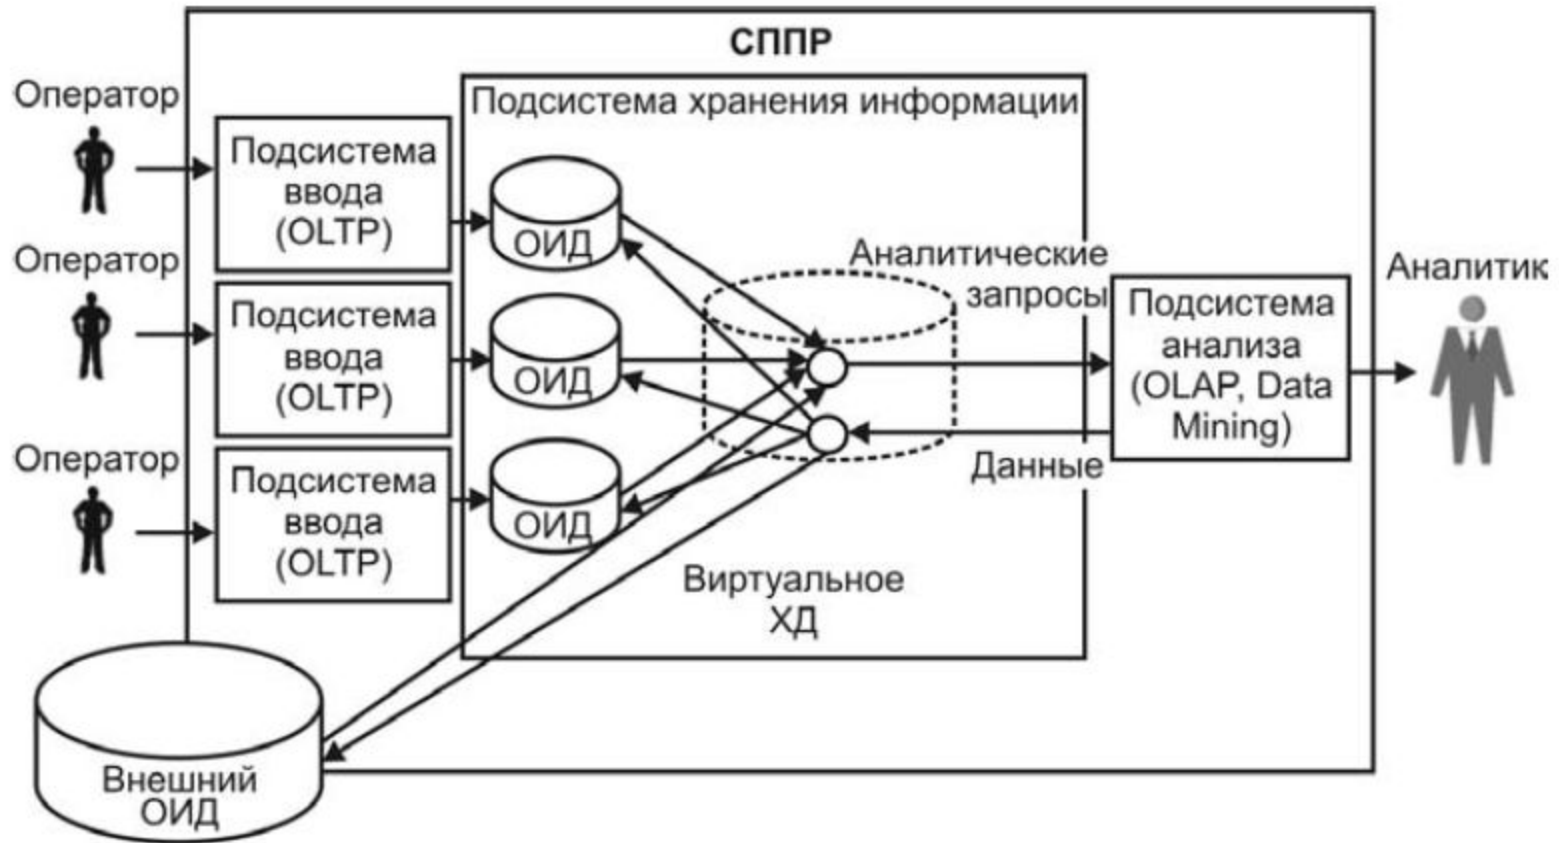 СППР
Оператор
Подсистема
ввода
(OLTP)
Оператор
Подсистема
ввода
(OLTP)
Оператор
Подсистема
ввода
(OLTP)
Подсистема хранения информации
ОИД
ОИД
ОИД
Аналитические
запросы
Данные
Виртуальное
ХД
Подсистема
анализа
(OLAP, Data
Mining)
Аналитик
Внешний
ОИД